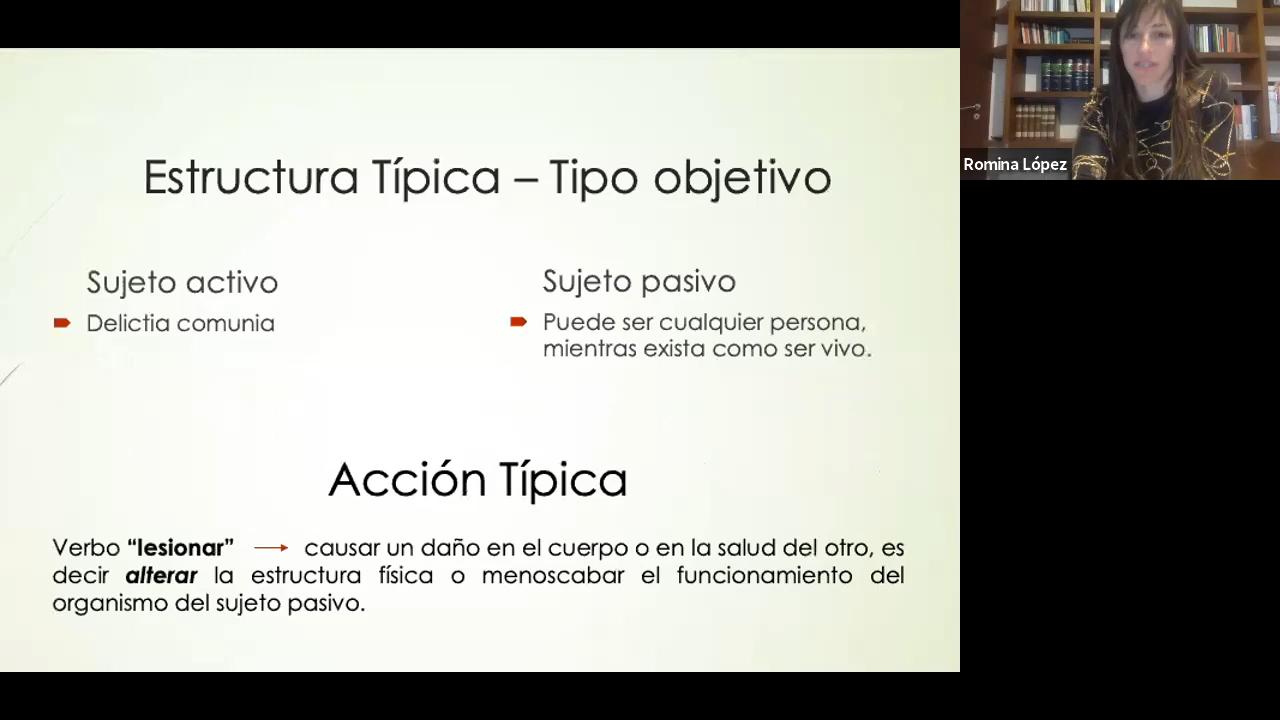 Estructura Típica – Tipo objetivo
Sujeto activo
Delictia comunia
Sujeto pasivo
Puede ser cualquier persona,
mientras exista como ser vivo.
Acción Típica
Verbo “lesionar” → causar un daño en el cuerpo o en la salud del otro, es
decir alterar la estructura física o menoscabar el funcionamiento del
organismo del sujeto pasivo.
Romina López